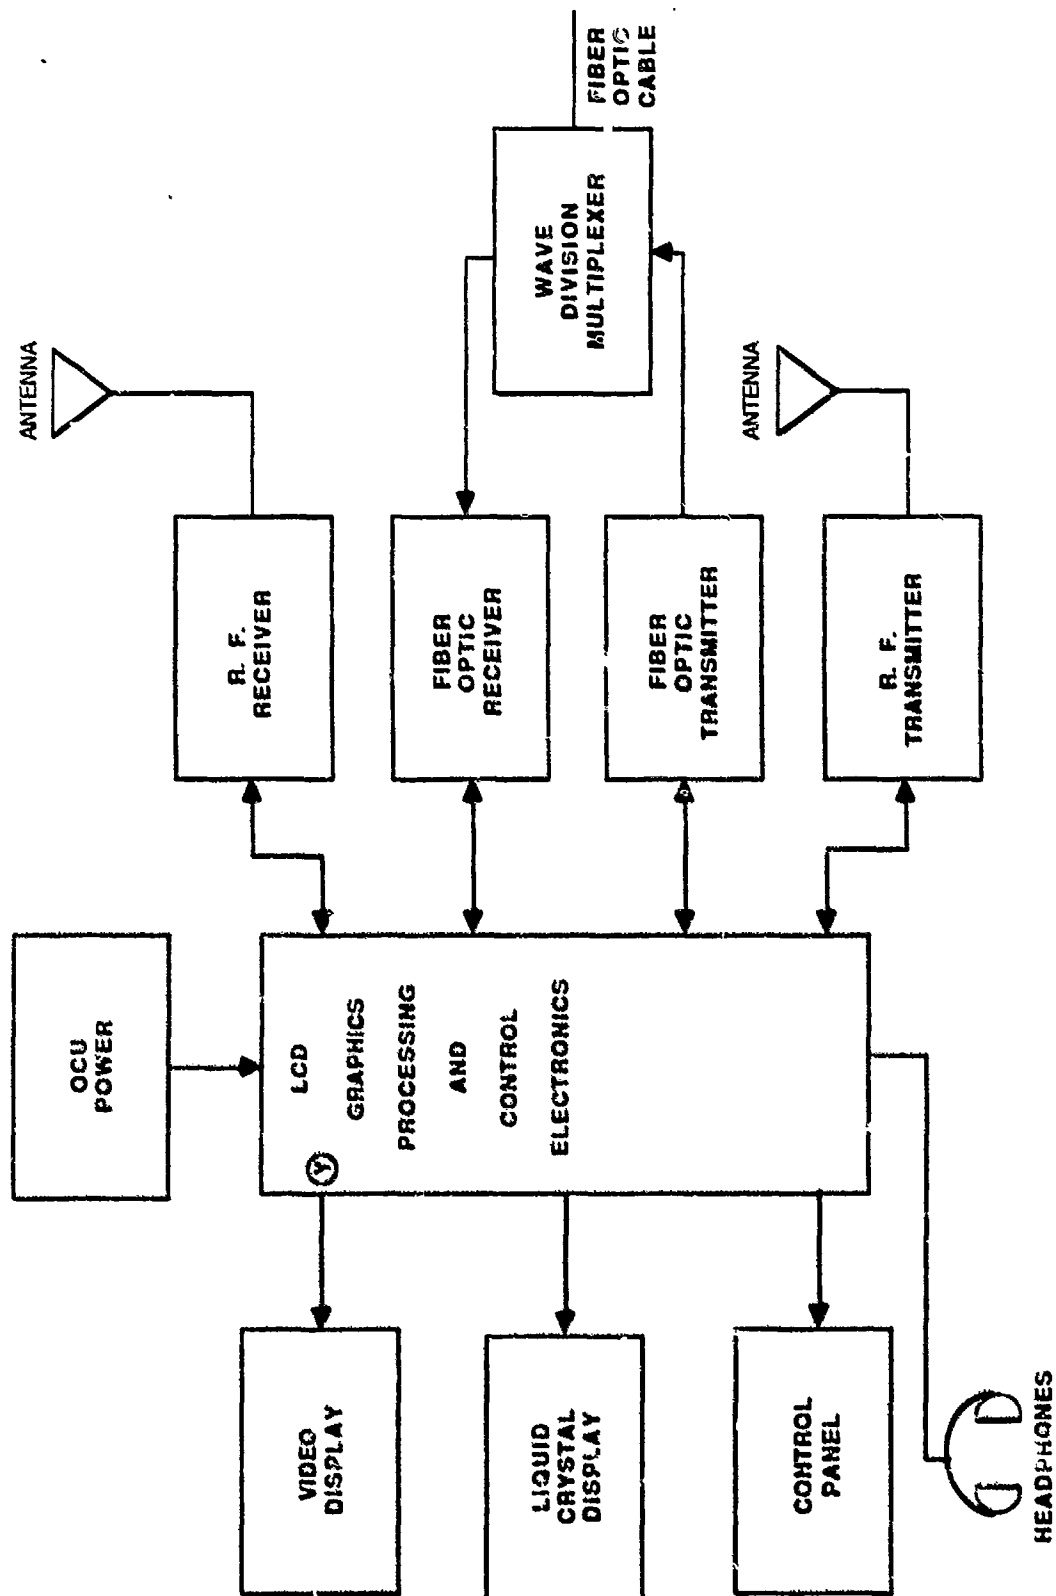 OCU
POWER
ANTENNA
VIDEO
DISPLAY
Y
LCD
GRAPHICS
PROCESSING
AND
CONTROL
ELECTRONICS
R. F.
RECEIVER
LIQUID
CRYSTAL
DISPLAY
FIBER
OPTIC
RECEIVER
WAVE
DIVISION
MULTIPLEXER
FIBER
OPTIC
CABLE
FIBER
OPTIC
TRANSMITTER
CONTROL
PANEL
R. F.
TRANSMITTER
ANTENNA
HEADPHONES